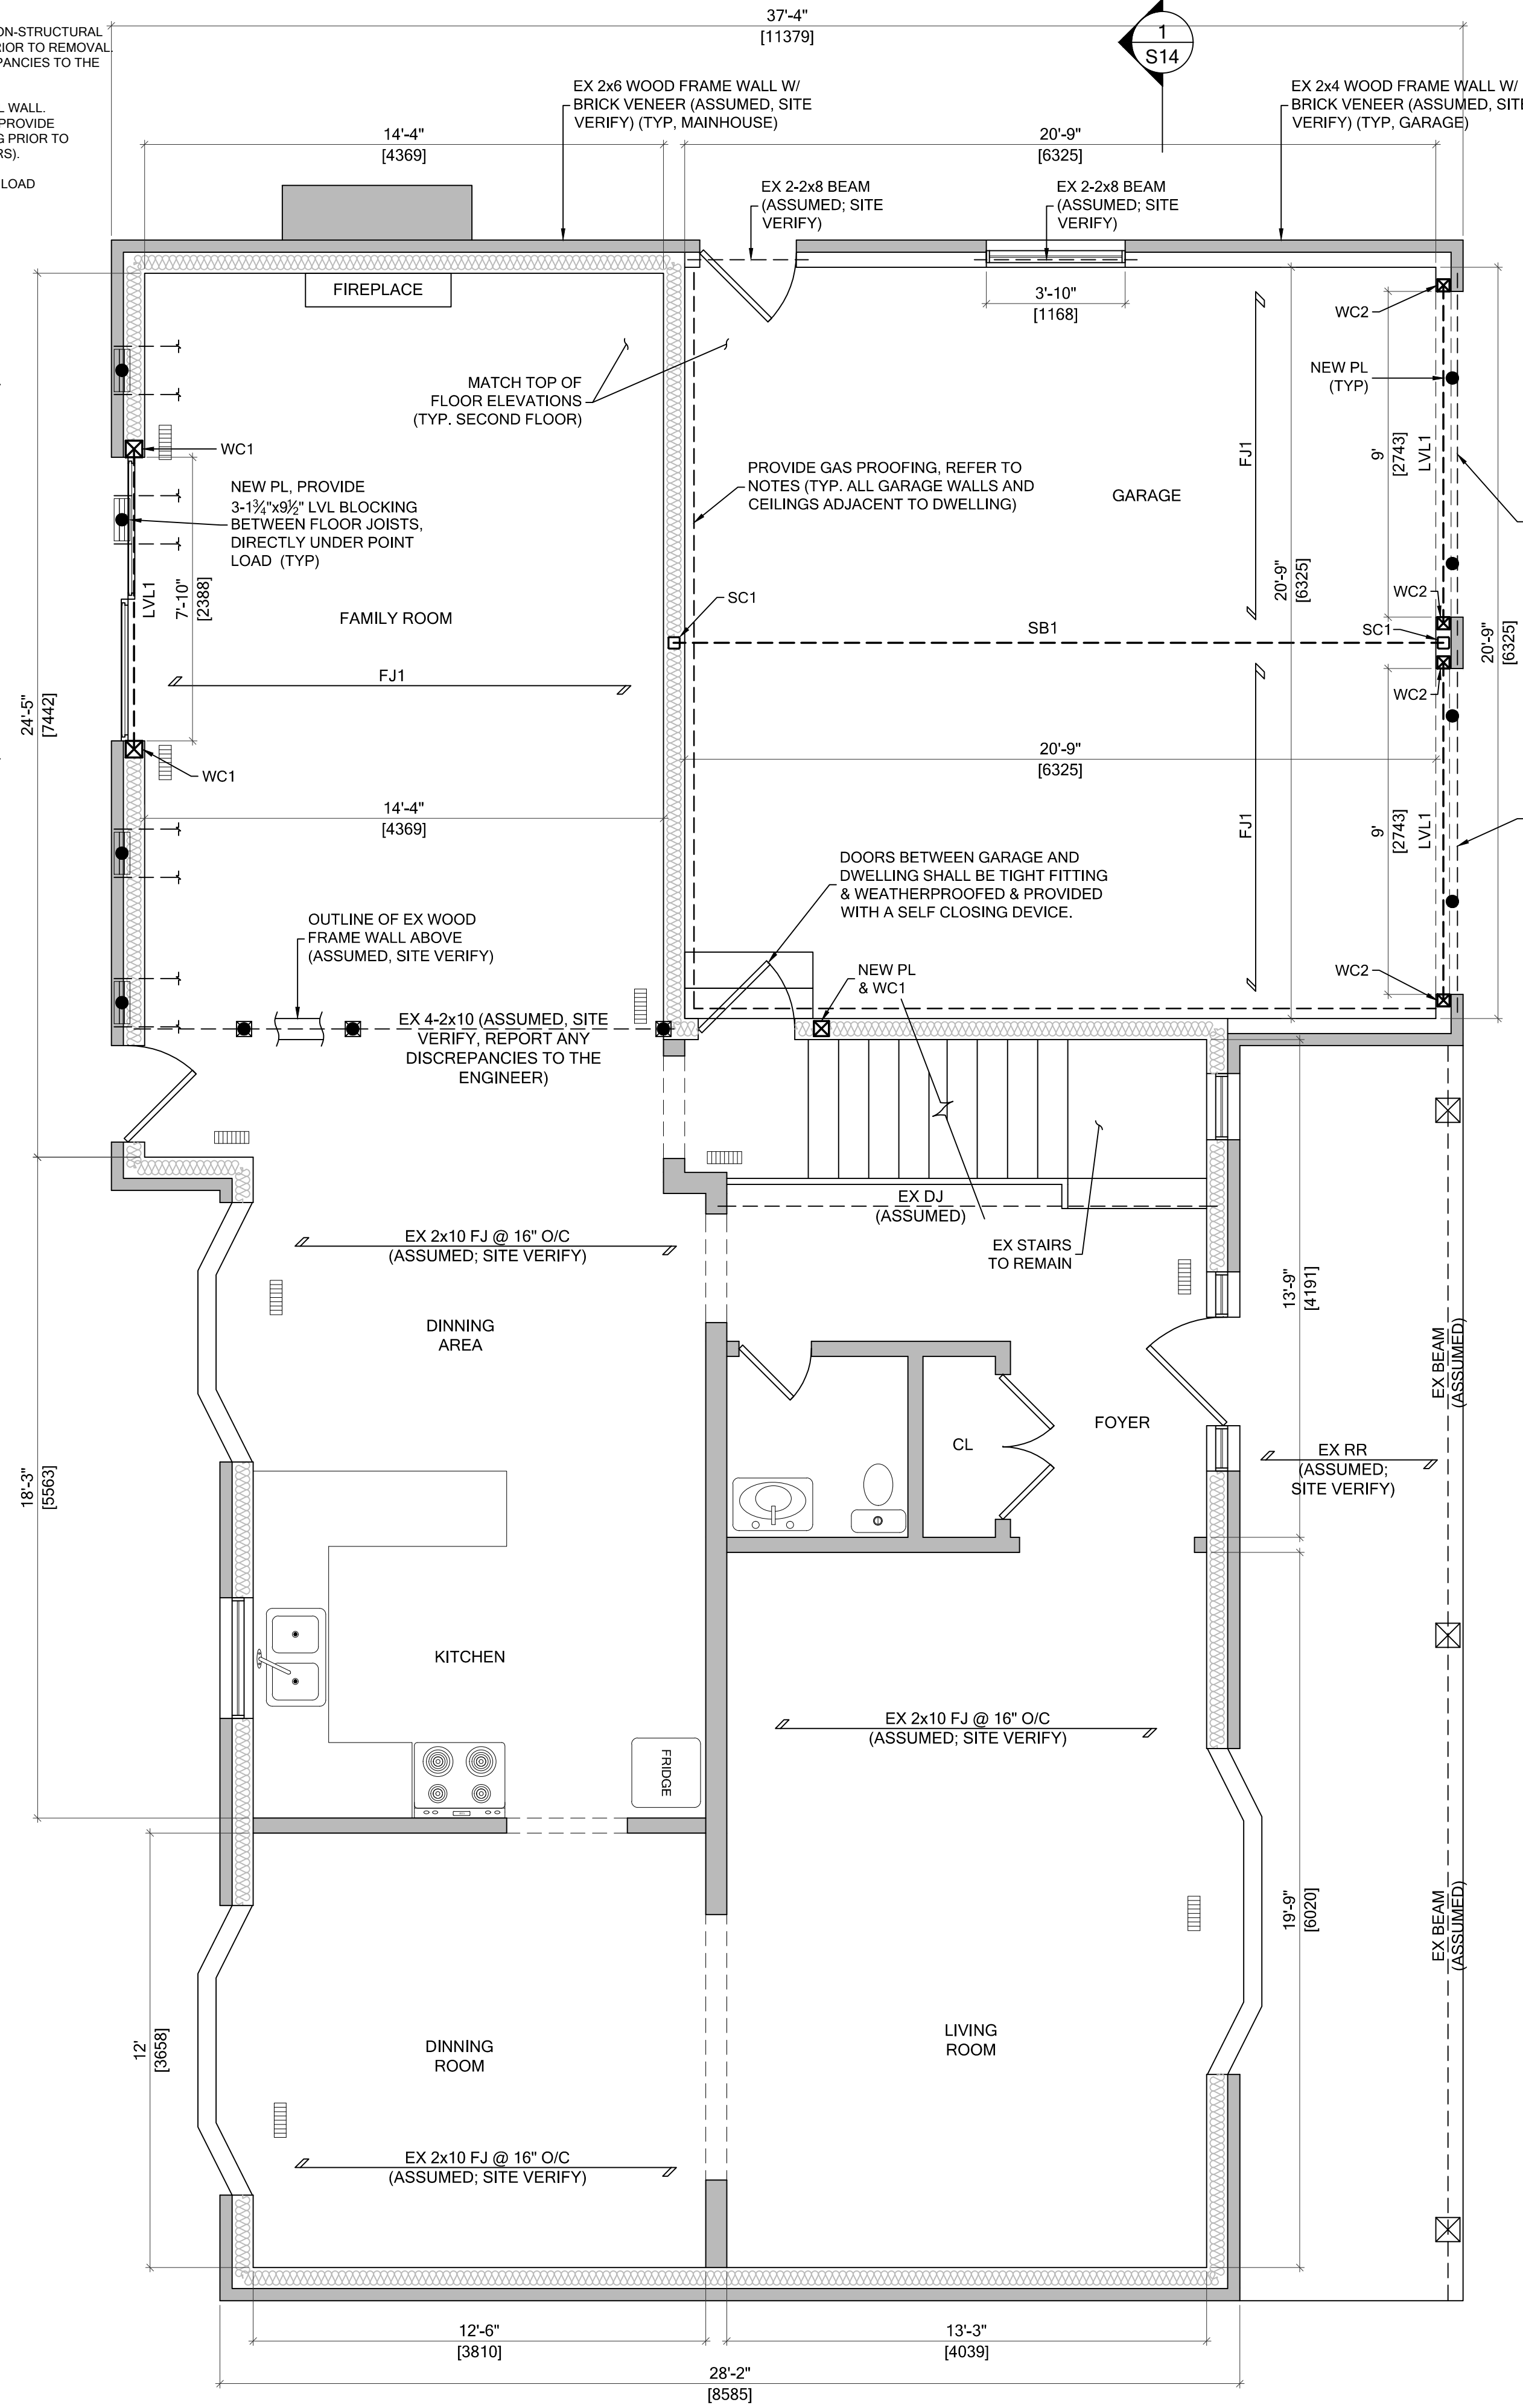 ON-STRUCTURAL
RIOR TO REMOVAL.
PANCIES TO THE
L WALL.
PROVIDE
G PRIOR TO
RS).
LOAD
37'-4"
[11379]
1
S14
EX 2x6 WOOD FRAME WALL W/
BRICK VENEER (ASSUMED, SITE
VERIFY) (TYP, MAINHOUSE)
EX 2x4 WOOD FRAME WALL W/
BRICK VENEER (ASSUMED, SITE
VERIFY) (TYP, GARAGE)
14'-4"
[4369]
20'-9"
[6325]
EX 2-2x8 BEAM
(ASSUMED; SITE
VERIFY)
EX 2-2x8 BEAM
(ASSUMED; SITE
VERIFY)
FIREPLACE
3'-10"
[1168]
WC2
NEW PL
(TYP)
MATCH TOP OF
FLOOR ELEVATIONS
(TYP. SECOND FLOOR)
WC1
NEW PL, PROVIDE
3-1¾"x9½" LVL BLOCKING
BETWEEN FLOOR JOISTS,
DIRECTLY UNDER POINT
LOAD (TYP)
PROVIDE GAS PROOFING, REFER TO
NOTES (TYP. ALL GARAGE WALLS AND
CEILINGS ADJACENT TO DWELLING)
GARAGE
FJ1
9'
[2743]
LVL1
20'-9"
[6325]
LVL1
7'-10"
[2388]
FAMILY ROOM
SC1
SB1
WC2
SC1
WC2
20'-9"
[6325]
FJ1
24'-5"
[7442]
WC1
20'-9"
[6325]
14'-4"
[4369]
FJ1
9'
[2743]
LVL1
DOORS BETWEEN GARAGE AND
DWELLING SHALL BE TIGHT FITTING
& WEATHERPROOFED & PROVIDED
WITH A SELF CLOSING DEVICE.
OUTLINE OF EX WOOD
FRAME WALL ABOVE
(ASSUMED, SITE VERIFY)
NEW PL
& WC1
WC2
EX 4-2x10 (ASSUMED, SITE
VERIFY, REPORT ANY
DISCREPANCIES TO THE
ENGINEER)
EX DJ
(ASSUMED)
EX STAIRS
TO REMAIN
EX 2x10 FJ @ 16" O/C
(ASSUMED; SITE VERIFY)
13'-9"
[4191]
DINNING
AREA
EX BEAM
(ASSUMED)
FOYER
CL
EX RR
(ASSUMED;
SITE VERIFY)
18'-3"
[5563]
KITCHEN
EX 2x10 FJ @ 16" O/C
(ASSUMED; SITE VERIFY)
FRIDGE
19'-9"
[6020]
EX BEAM
(ASSUMED)
12'
[3658]
DINNING
ROOM
LIVING
ROOM
EX 2x10 FJ @ 16" O/C
(ASSUMED; SITE VERIFY)
12'-6"
[3810]
13'-3"
[4039]
28'-2"
[8585]